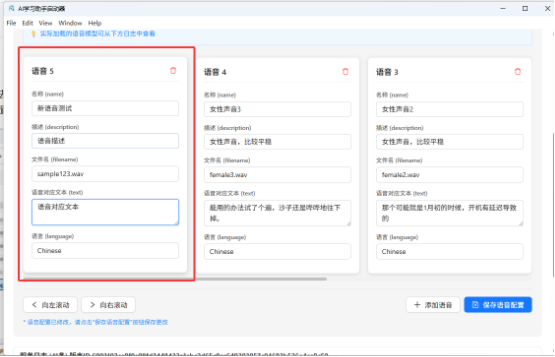 AI学习助手启动器
File Edit View Window Help
实际加载的语音模型可从下方日志中查看
语音 5
名称 (name)
新语音测试
描述 (description)
语音描述
文件名 (filename)
sample123.wav
语音对应文本 (text)
语音对应文本
语言 (language)
Chinese
语音 4
名称 (name)
女性声音3
描述 (description)
女性声音，比较平稳
文件名 (filename)
female3.wav
语音对应文本 (text)
能用的办法试了个遍，沙子还是哗哗地往下
掉。
语言 (language)
Chinese
语音 3
名称 (name)
女性声音2
描述 (description)
女性声音，比较平稳
文件名 (filename)
female2.wav
语音对应文本 (text)
那个可能就是1月初的时候，开机有延迟导致
的
语言 (language)
Chinese
向左滚动
向右滚动
添加语音
保存语音配置
* 语音配置已修改，请点击"保存语音配置"按钮保存更改